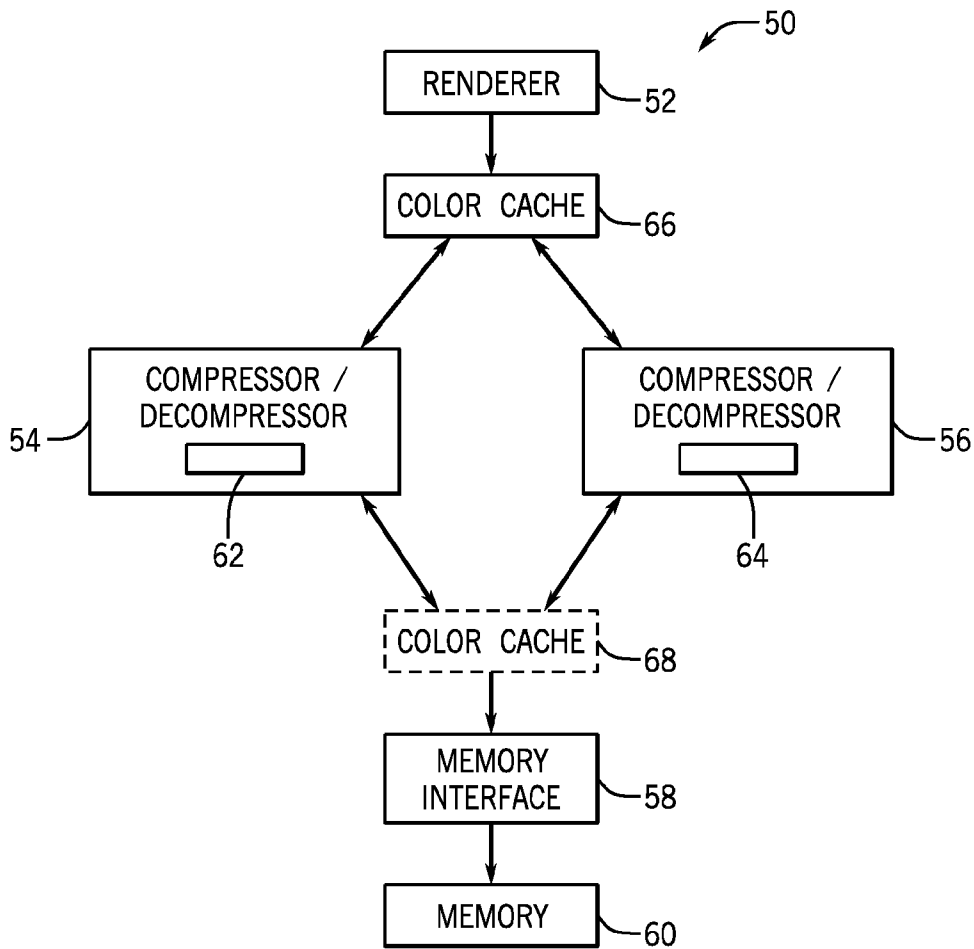 50
RENDERER
52
COLOR CACHE
66
COMPRESSOR /
DECOMPRESSOR
54
62
COMPRESSOR /
DECOMPRESSOR
56
64
COLOR CACHE
68
MEMORY
INTERFACE
58
MEMORY
60